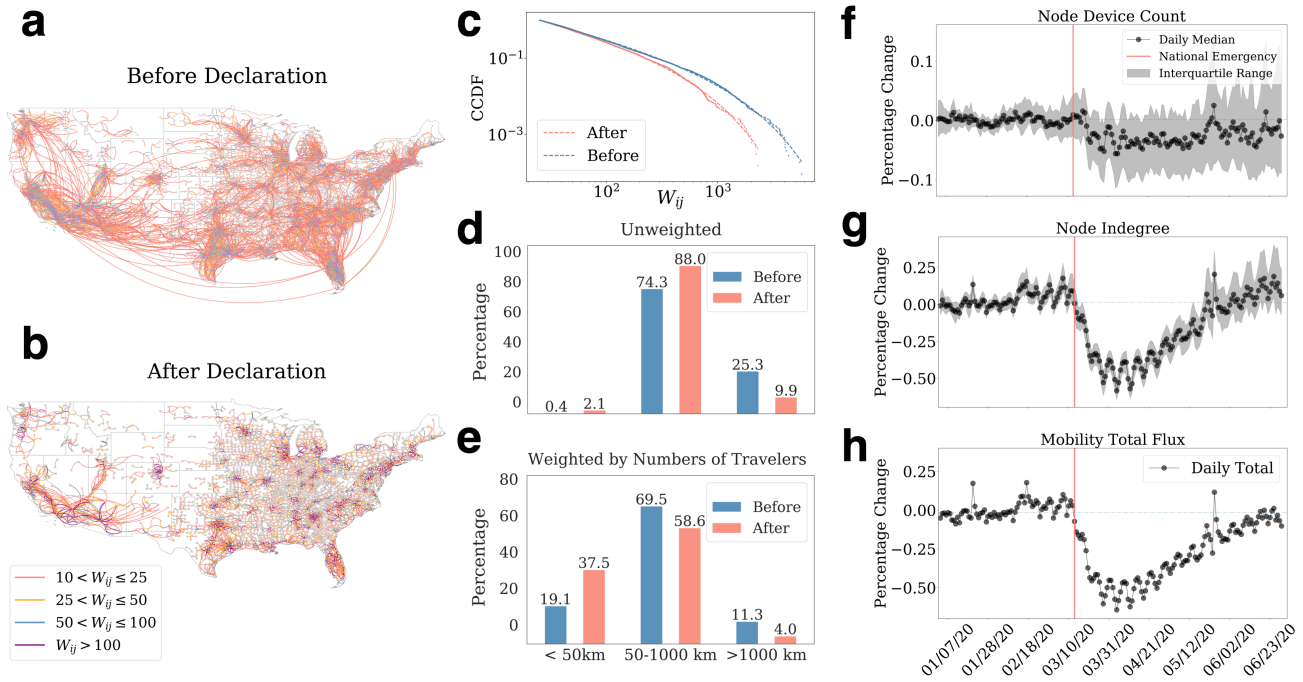 a
Before Declaration
b
After Declaration
10 < W_ij ≤ 25
25 < W_ij ≤ 50
50 < W_ij ≤ 100
W_ij > 100
c
CCDF
10⁻¹
10⁻³
After
Before
10²
W_ij
10³
d
Unweighted
Percentage
100
80
60
40
20
0
Before
After
0.4
2.1
74.3
88.0
25.3
9.9
e
Weighted by Numbers of Travelers
Percentage
80
60
40
20
0
Before
After
19.1
37.5
69.5
58.6
11.3
4.0
< 50km
50-1000 km
>1000 km
f
Node Device Count
Percentage Change
0.1
0.0
−0.1
Daily Median
National Emergency
Interquartile Range
g
Node Indegree
Percentage Change
0.25
0.00
−0.25
−0.50
h
Mobility Total Flux
Percentage Change
0.25
0.00
−0.25
−0.50
Daily Total
01/07/20
01/28/20
02/18/20
03/10/20
03/31/20
04/21/20
05/12/20
06/02/20
06/23/20